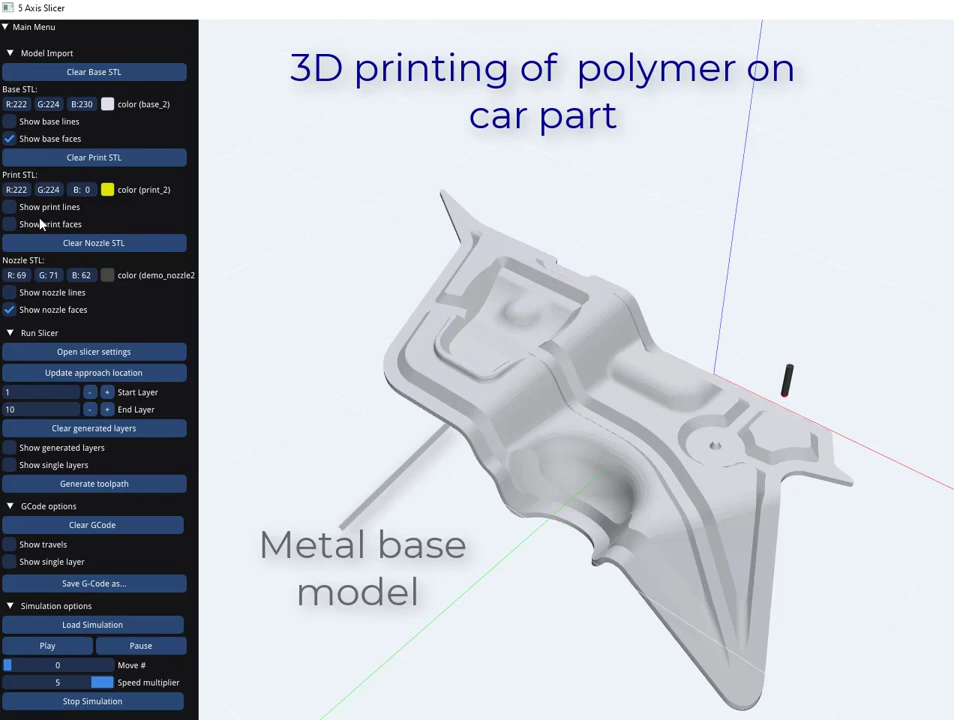 5 Axis Slicer
Main Menu
Model Import
Clear Base STL
Base STL:
R:222 G:224 B:230 color (base_2)
Show base lines
Show base faces
Clear Print STL
Print STL:
R:222 G:224 B: 0 color (print_2)
Show print lines
Show print faces
Clear Nozzle STL
Nozzle STL:
R: 69 G: 71 B: 62 color (demo_nozzle2
Show nozzle lines
Show nozzle faces
Run Slicer
Open slicer settings
Update approach location
1 - + Start Layer
10 - + End Layer
Clear generated layers
Show generated layers
Show single layers
Generate toolpath
GCode options
Clear GCode
Show travels
Show single layer
Save G-Code as...
Simulation options
Load Simulation
Play Pause
0 Move #
5 Speed multiplier
Stop Simulation
3D printing of polymer on
car part
Metal base
model